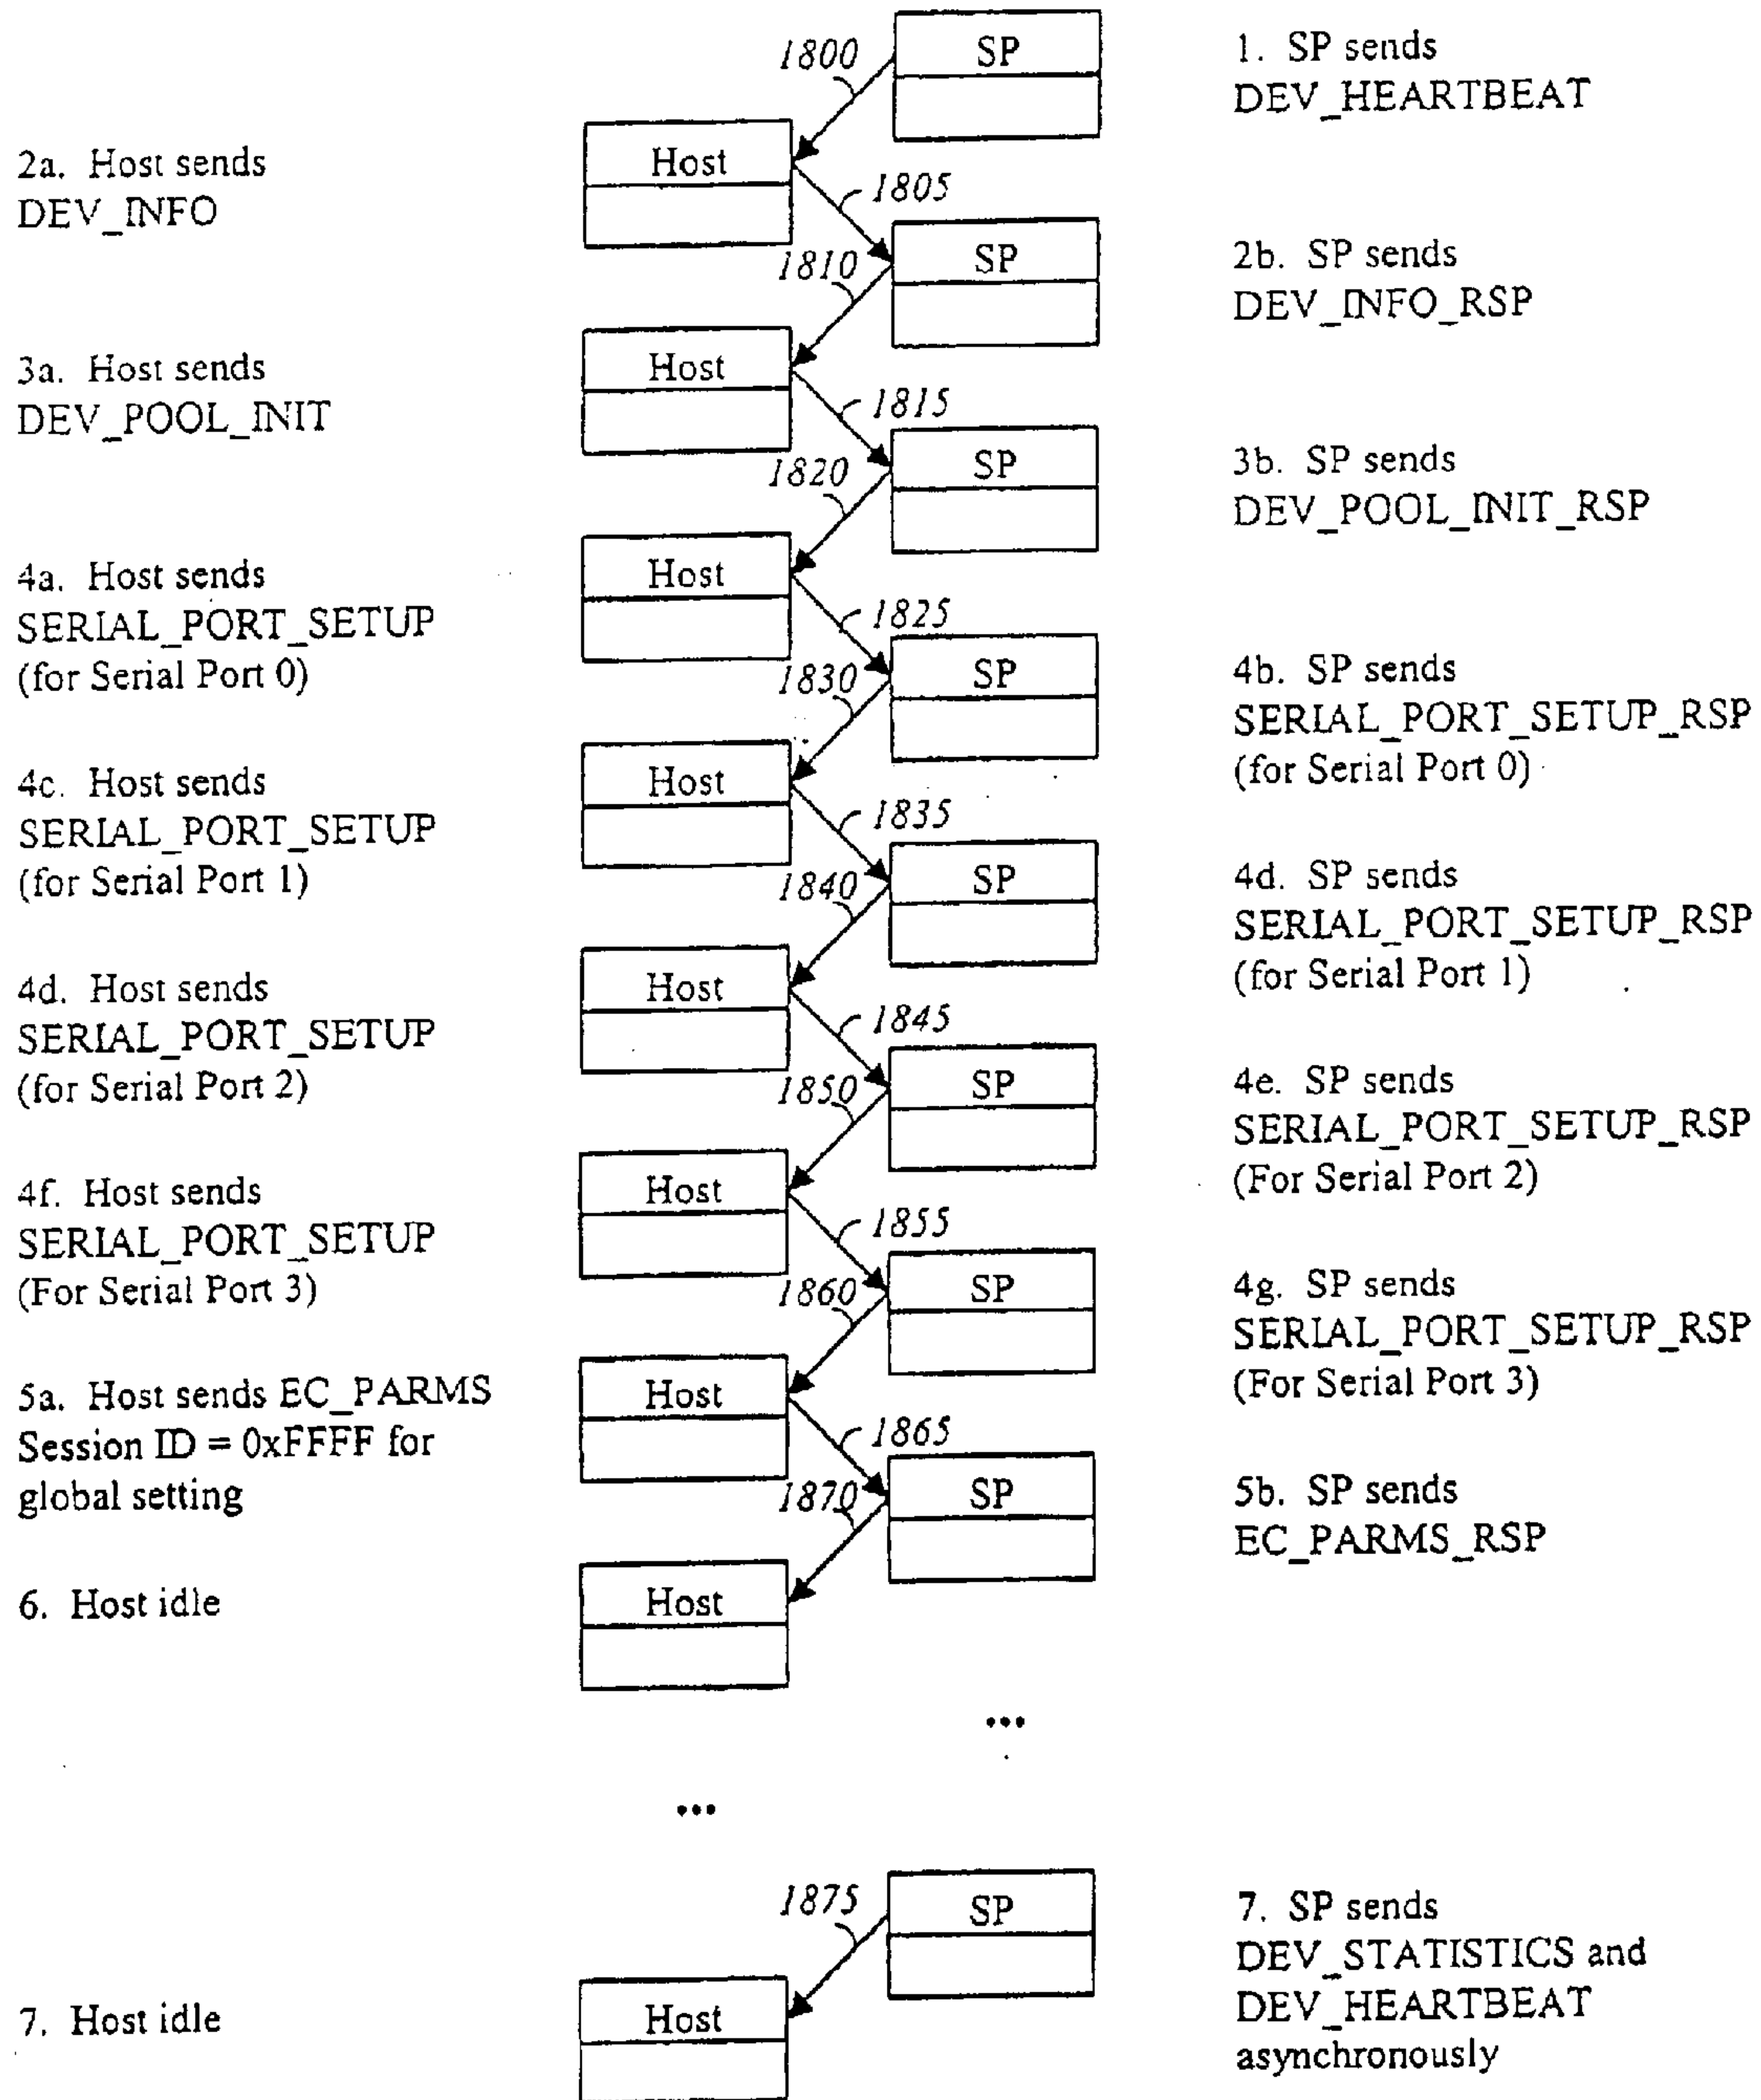 1800
SP
1. SP sends
DEV_HEARTBEAT
2a. Host sends
DEV_INFO
Host
1805
1810
SP
2b. SP sends
DEV_INFO_RSP
3a. Host sends
DEV_POOL_INIT
Host
1815
1820
SP
3b. SP sends
DEV_POOL_INIT_RSP
4a. Host sends
SERIAL_PORT_SETUP
(for Serial Port 0)
Host
1825
1830
SP
4b. SP sends
SERIAL_PORT_SETUP_RSP
(for Serial Port 0)
4c. Host sends
SERIAL_PORT_SETUP
(for Serial Port 1)
Host
1835
1840
SP
4d. SP sends
SERIAL_PORT_SETUP_RSP
(for Serial Port 1)
4d. Host sends
SERIAL_PORT_SETUP
(for Serial Port 2)
Host
1845
1850
SP
4e. SP sends
SERIAL_PORT_SETUP_RSP
(For Serial Port 2)
4f. Host sends
SERIAL_PORT_SETUP
(For Serial Port 3)
Host
1855
1860
SP
4g. SP sends
SERIAL_PORT_SETUP_RSP
(For Serial Port 3)
5a. Host sends EC_PARMS
Session ID = 0xFFFF for
global setting
Host
1865
1870
SP
5b. SP sends
EC_PARMS_RSP
6. Host idle
Host
...
...
1875
SP
7. SP sends
DEV_STATISTICS and
DEV_HEARTBEAT
asynchronously
7. Host idle
Host